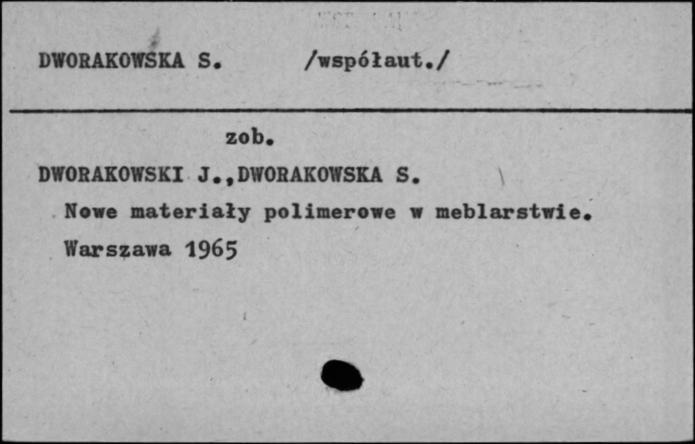 DWORAKOWSKA S. /współaut./
zob.
DWORAKOWSKI J.,DWORAKOWSKA S.
Nowe materiały polimerowe w meblarstwie.
Warszawa 1965